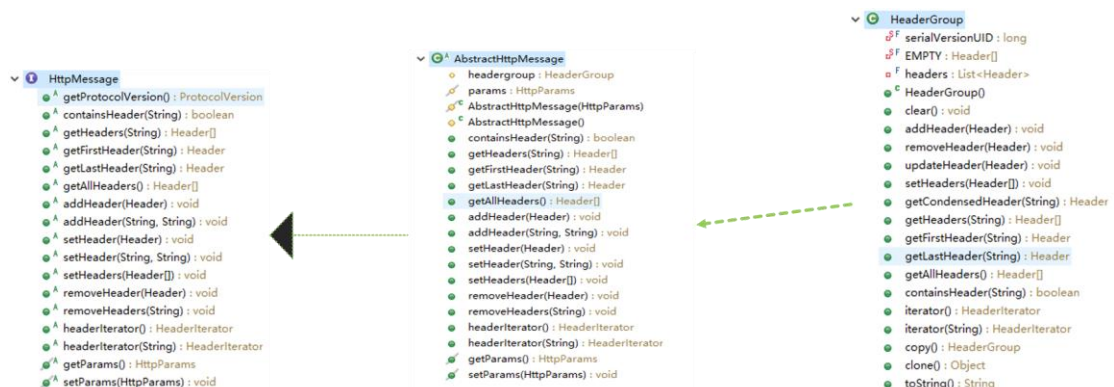 HttpMessage
getProtocolVersion() : ProtocolVersion
containsHeader(String) : boolean
getHeaders(String) : Header[]
getFirstHeader(String) : Header
getLastHeader(String) : Header
getAllHeaders() : Header[]
addHeader(Header) : void
addHeader(String, String) : void
setHeader(Header) : void
setHeader(String, String) : void
setHeaders(Header[]) : void
removeHeader(Header) : void
removeHeaders(String) : void
headerIterator() : HeaderIterator
headerIterator(String) : HeaderIterator
getParams() : HttpParams
setParams(HttpParams) : void
AbstractHttpMessage
headergroup : HeaderGroup
params : HttpParams
AbstractHttpMessage(HttpParams)
AbstractHttpMessage()
containsHeader(String) : boolean
getHeaders(String) : Header[]
getFirstHeader(String) : Header
getLastHeader(String) : Header
getAllHeaders() : Header[]
addHeader(Header) : void
addHeader(String, String) : void
setHeader(Header) : void
setHeader(String, String) : void
setHeaders(Header[]) : void
removeHeader(Header) : void
removeHeaders(String) : void
headerIterator() : HeaderIterator
headerIterator(String) : HeaderIterator
getParams() : HttpParams
setParams(HttpParams) : void
HeaderGroup
serialVersionUID : long
EMPTY : Header[]
headers : List<Header>
HeaderGroup()
clear() : void
addHeader(Header) : void
removeHeader(Header) : void
updateHeader(Header) : void
setHeaders(Header[]) : void
getCondensedHeader(String) : Header
getHeaders(String) : Header[]
getFirstHeader(String) : Header
getLastHeader(String) : Header
getAllHeaders() : Header[]
containsHeader(String) : boolean
iterator() : HeaderIterator
iterator(String) : HeaderIterator
copy() : HeaderGroup
clone() : Object
toString() : String